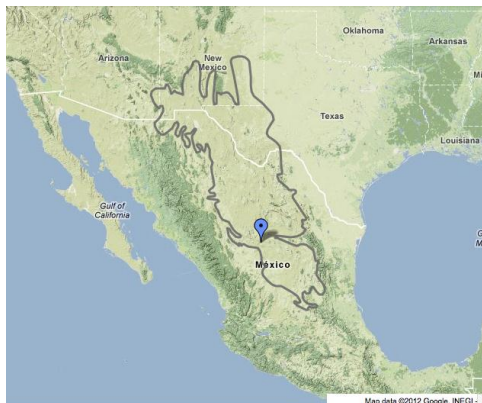 Oklahoma
Arkansas
Arizona
New
Mexico
Texas
Louisiana
Gulf of
California
México
Map data ©2012 Google, INEGI -